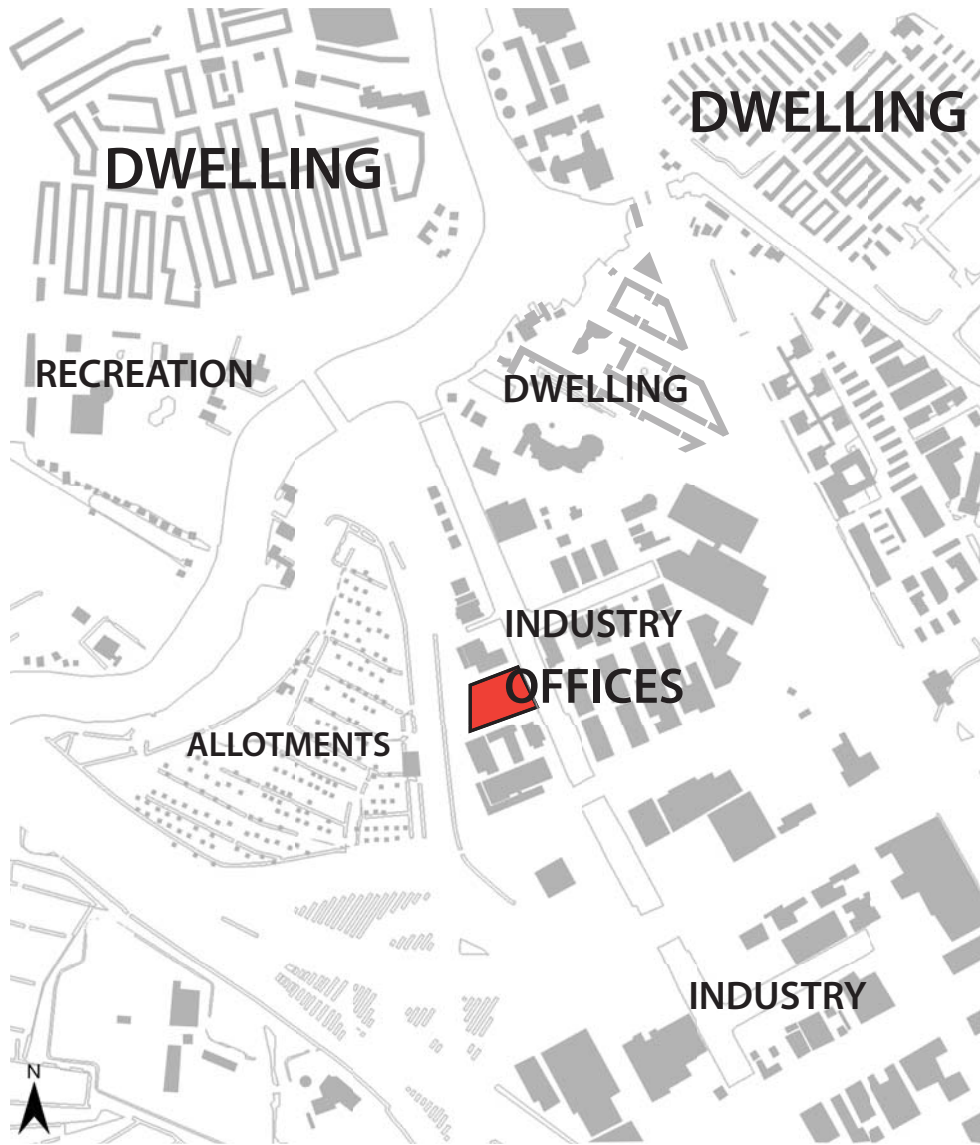 DWELLING
DWELLING
RECREATION
DWELLING
INDUSTRY
OFFICES
ALLOTMENTS
INDUSTRY
N